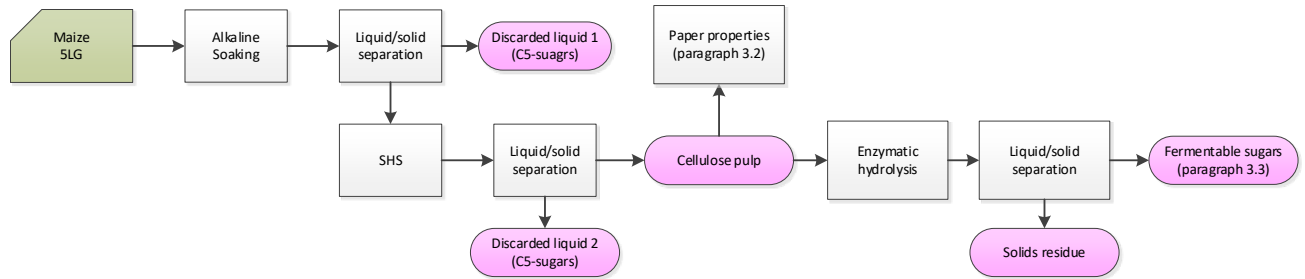 Maize
5LG
Alkaline
Soaking
Liquid/solid
separation
Discarded liquid 1
(C5-suagrs)
Paper properties
(paragraph 3.2)
SHS
Liquid/solid
separation
Cellulose pulp
Enzymatic
hydrolysis
Liquid/solid
separation
Fermentable sugars
(paragraph 3.3)
Discarded liquid 2
(C5-sugars)
Solids residue